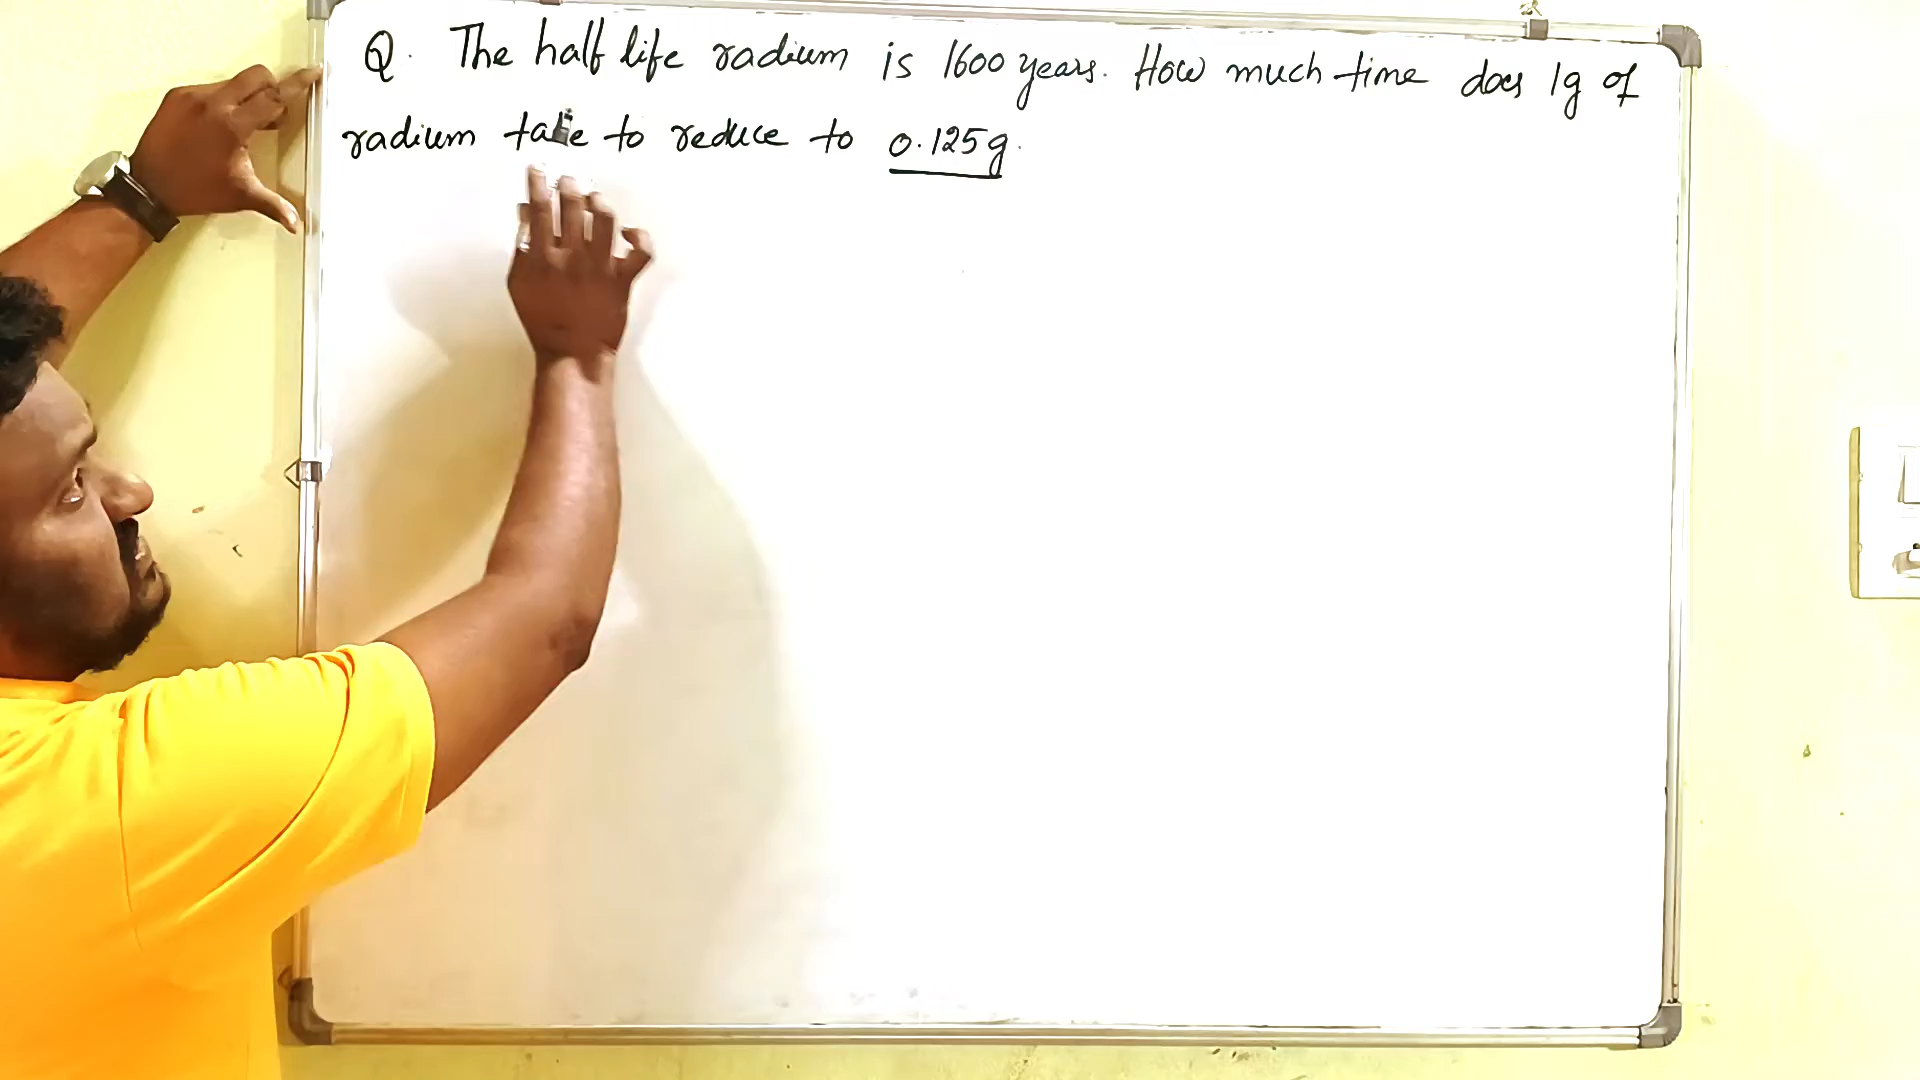 Q. The half life radium is 1600 years. How much time does 1g of
radium take to reduce to 0.125g.